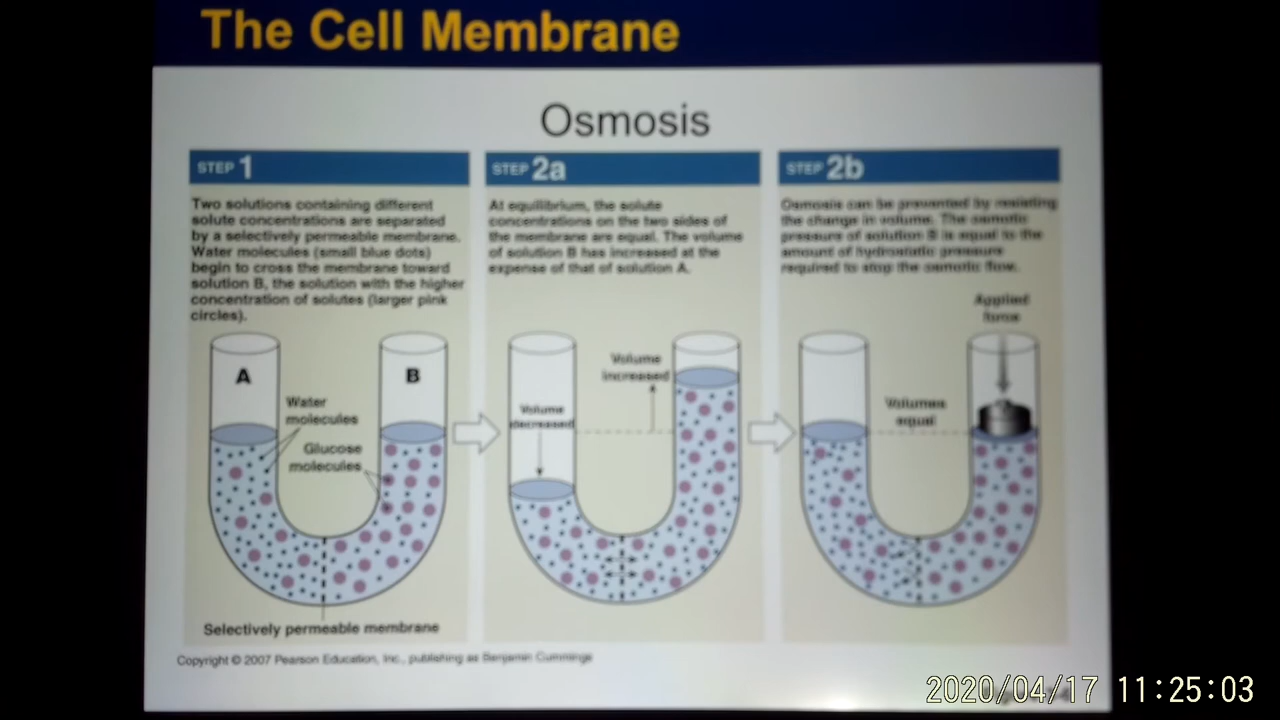 The Cell Membrane
Osmosis
STEP 1
Two solutions containing different
solute concentrations are separated
by a selectively permeable membrane.
Water molecules (small blue dots)
begin to cross the membrane toward
solution B, the solution with the higher
concentration of solutes (larger pink
circles).
A
B
Water
molecules
Glucose
molecules
Selectively permeable membrane
STEP 2a
At equilibrium, the solute
concentrations on the two sides of
the membrane are equal. The volume
of solution B has increased at the
expense of that of solution A.
Volume
decreased
Volume
increased
STEP 2b
Osmosis can be prevented by resisting
the change in volume. The osmotic
pressure of solution B is equal to the
amount of hydrostatic pressure
required to stop the osmotic flow.
Applied
force
Volumes
equal
Copyright © 2007 Pearson Education, Inc., publishing as Benjamin Cummings
2020/04/17 11:25:03